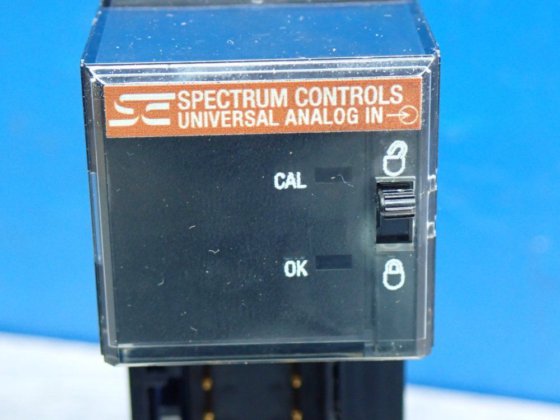 SC SPECTRUM CONTROLS
UNIVERSAL ANALOG IN
CAL
OK